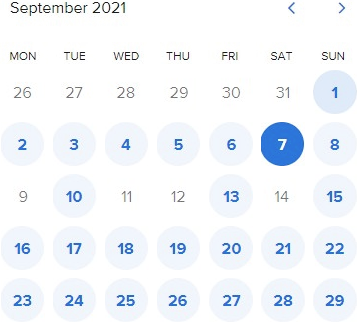 September 2021
MON TUE WED THU FRI SAT SUN
26 27 28 29 30 31 1
2 3 4 5 6 7 8
9 10 11 12 13 14 15
16 17 18 19 20 21 22
23 24 25 26 27 28 29